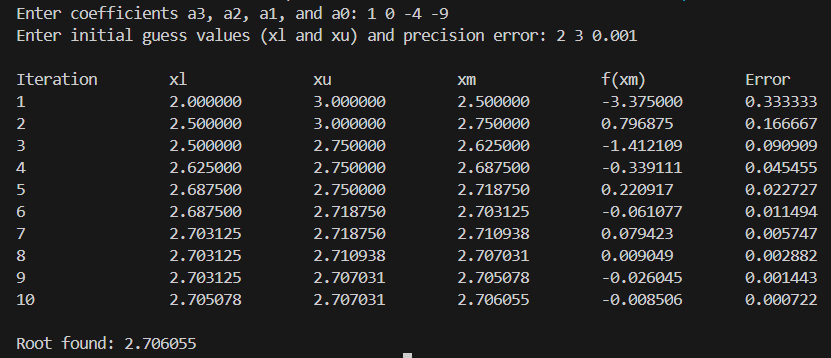 Enter coefficients a3, a2, a1, and a0: 1 0 -4 -9
Enter initial guess values (xl and xu) and precision error: 2 3 0.001
Iteration xl xu xm f(xm) Error
1 2.000000 3.000000 2.500000 -3.375000 0.333333
2 2.500000 3.000000 2.750000 0.796875 0.166667
3 2.500000 2.750000 2.625000 -1.412109 0.090909
4 2.625000 2.750000 2.687500 -0.339111 0.045455
5 2.687500 2.750000 2.718750 0.220917 0.022727
6 2.687500 2.718750 2.703125 -0.061077 0.011494
7 2.703125 2.718750 2.710938 0.079423 0.005747
8 2.703125 2.710938 2.707031 0.009049 0.002882
9 2.703125 2.707031 2.705078 -0.026045 0.001443
10 2.705078 2.707031 2.706055 -0.008506 0.000722
Root found: 2.706055